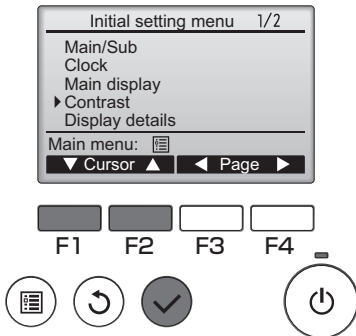 Initial setting menu 1/2
Main/Sub
Clock
Main display
Contrast
Display details
Main menu:
Cursor Page
F1 F2 F3 F4